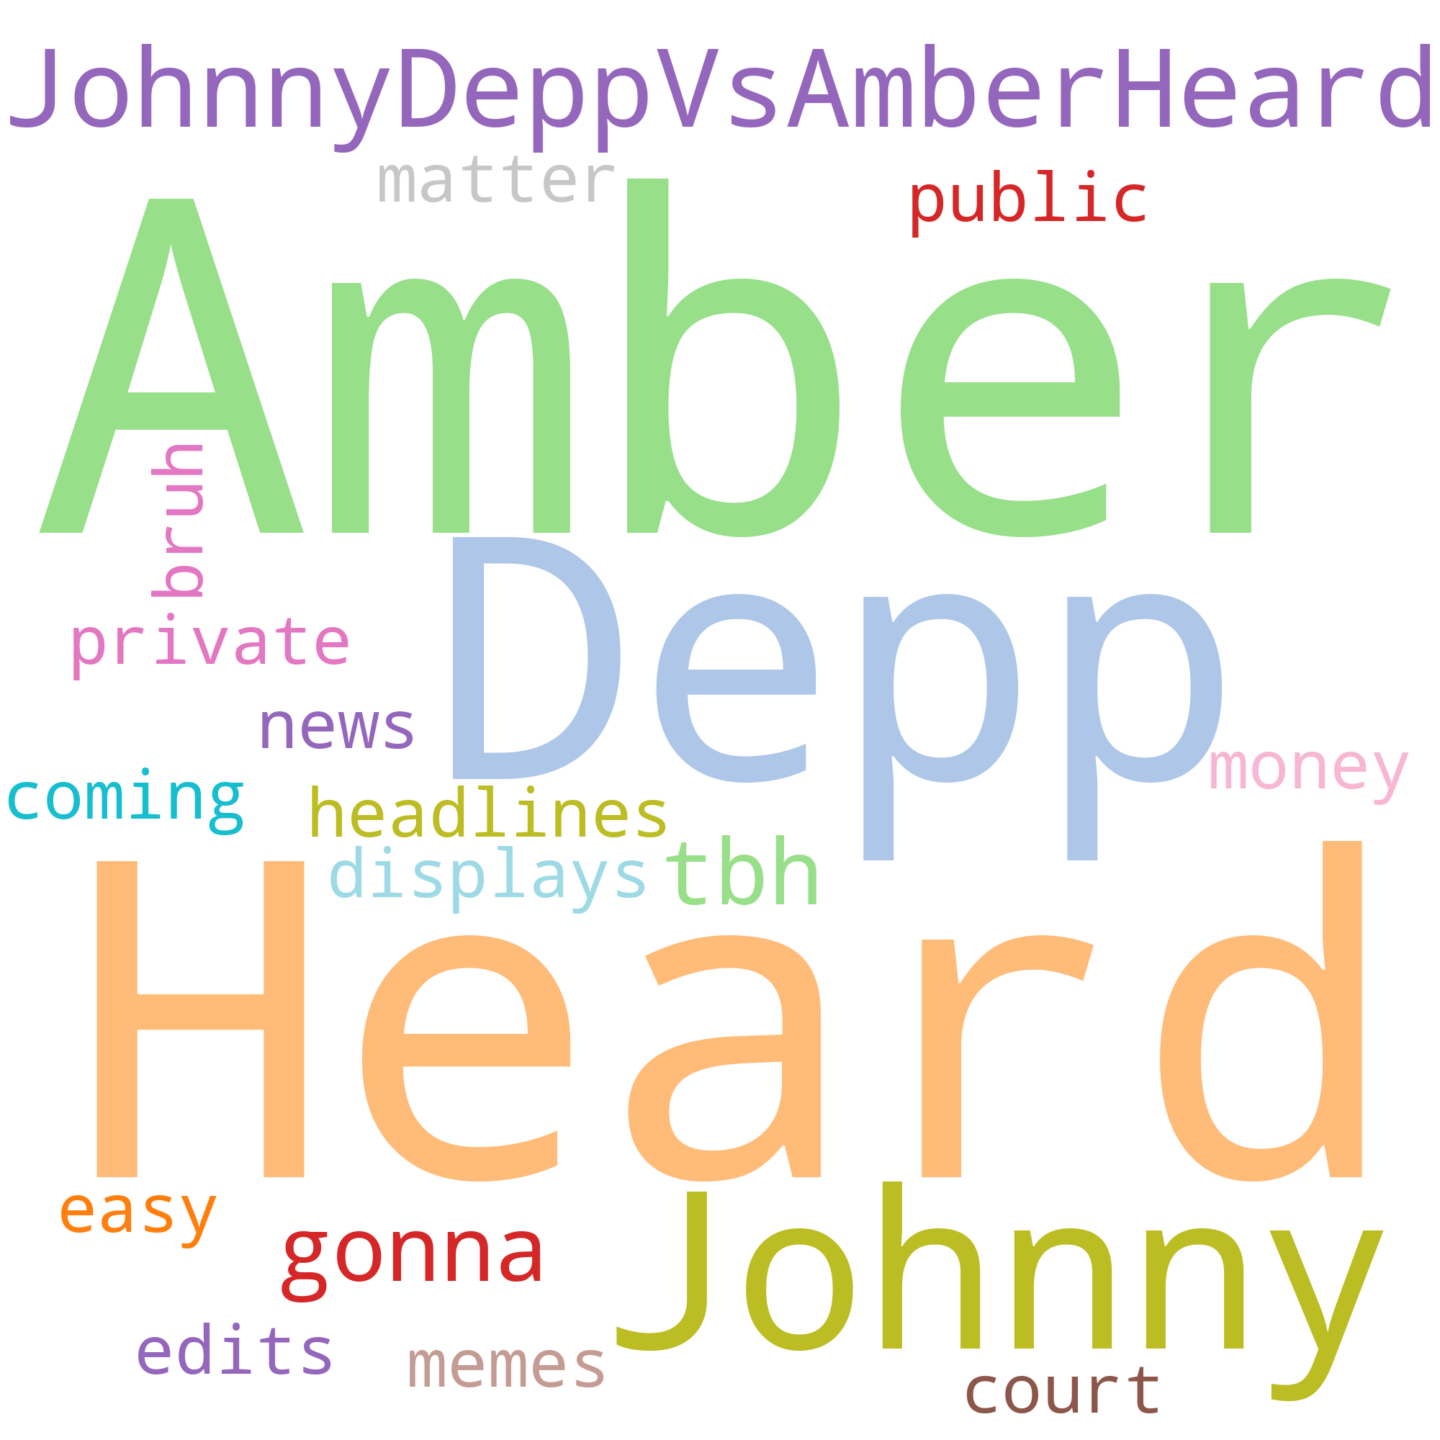 JohnnyDeppVsAmberHeard
matter
public
Amber
bruh
Depp
private
news
money
coming
headlines
displays
tbh
Heard
easy
gonna
Johnny
edits
memes
court